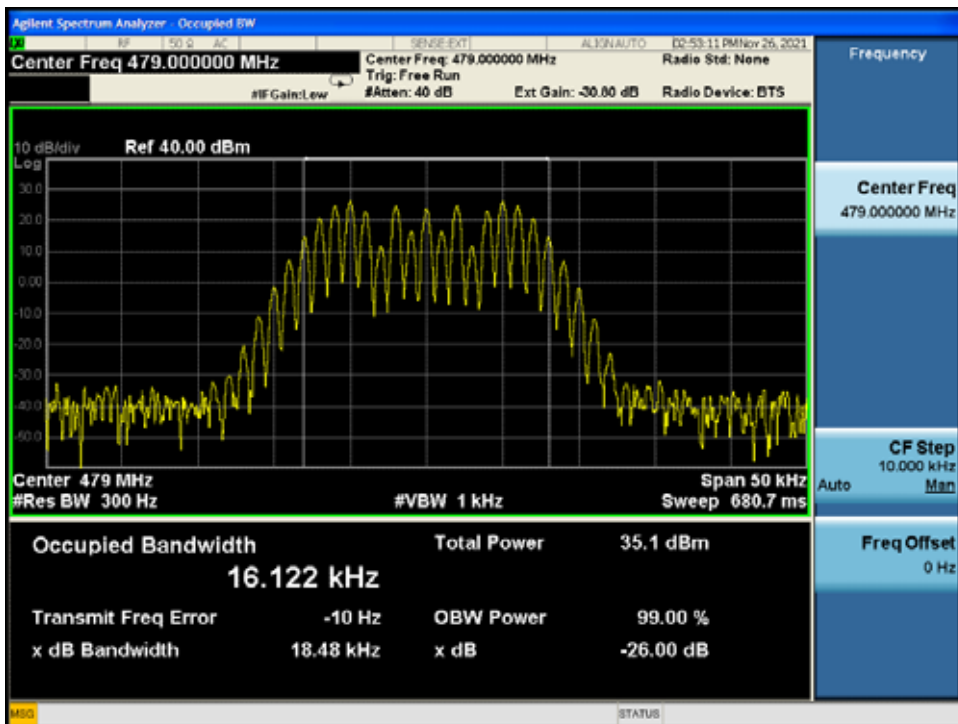 Agilent Spectrum Analyzer - Occupied BW
RF 50 Ω AC SENSE:EXT ALIGNAUTO 02:53:11 PM Nov 26, 2021
Center Freq 479.000000 MHz
Center Freq: 479.000000 MHz Radio Std: None
Trig: Free Run
#IFGain:Low #Atten: 40 dB Ext Gain: -30.80 dB Radio Device: BTS
10 dB/div Ref 40.00 dBm
Log
30.0
20.0
10.0
0.00
-10.0
-20.0
-30.0
-40.0
-50.0
Center 479 MHz Span 50 kHz
#Res BW 300 Hz #VBW 1 kHz Sweep 680.7 ms
Occupied Bandwidth Total Power 35.1 dBm
16.122 kHz
Transmit Freq Error -10 Hz OBW Power 99.00 %
x dB Bandwidth 18.48 kHz x dB -26.00 dB
MSG STATUS
Frequency
Center Freq
479.000000 MHz
CF Step
10.000 kHz
Auto Man
Freq Offset
0 Hz